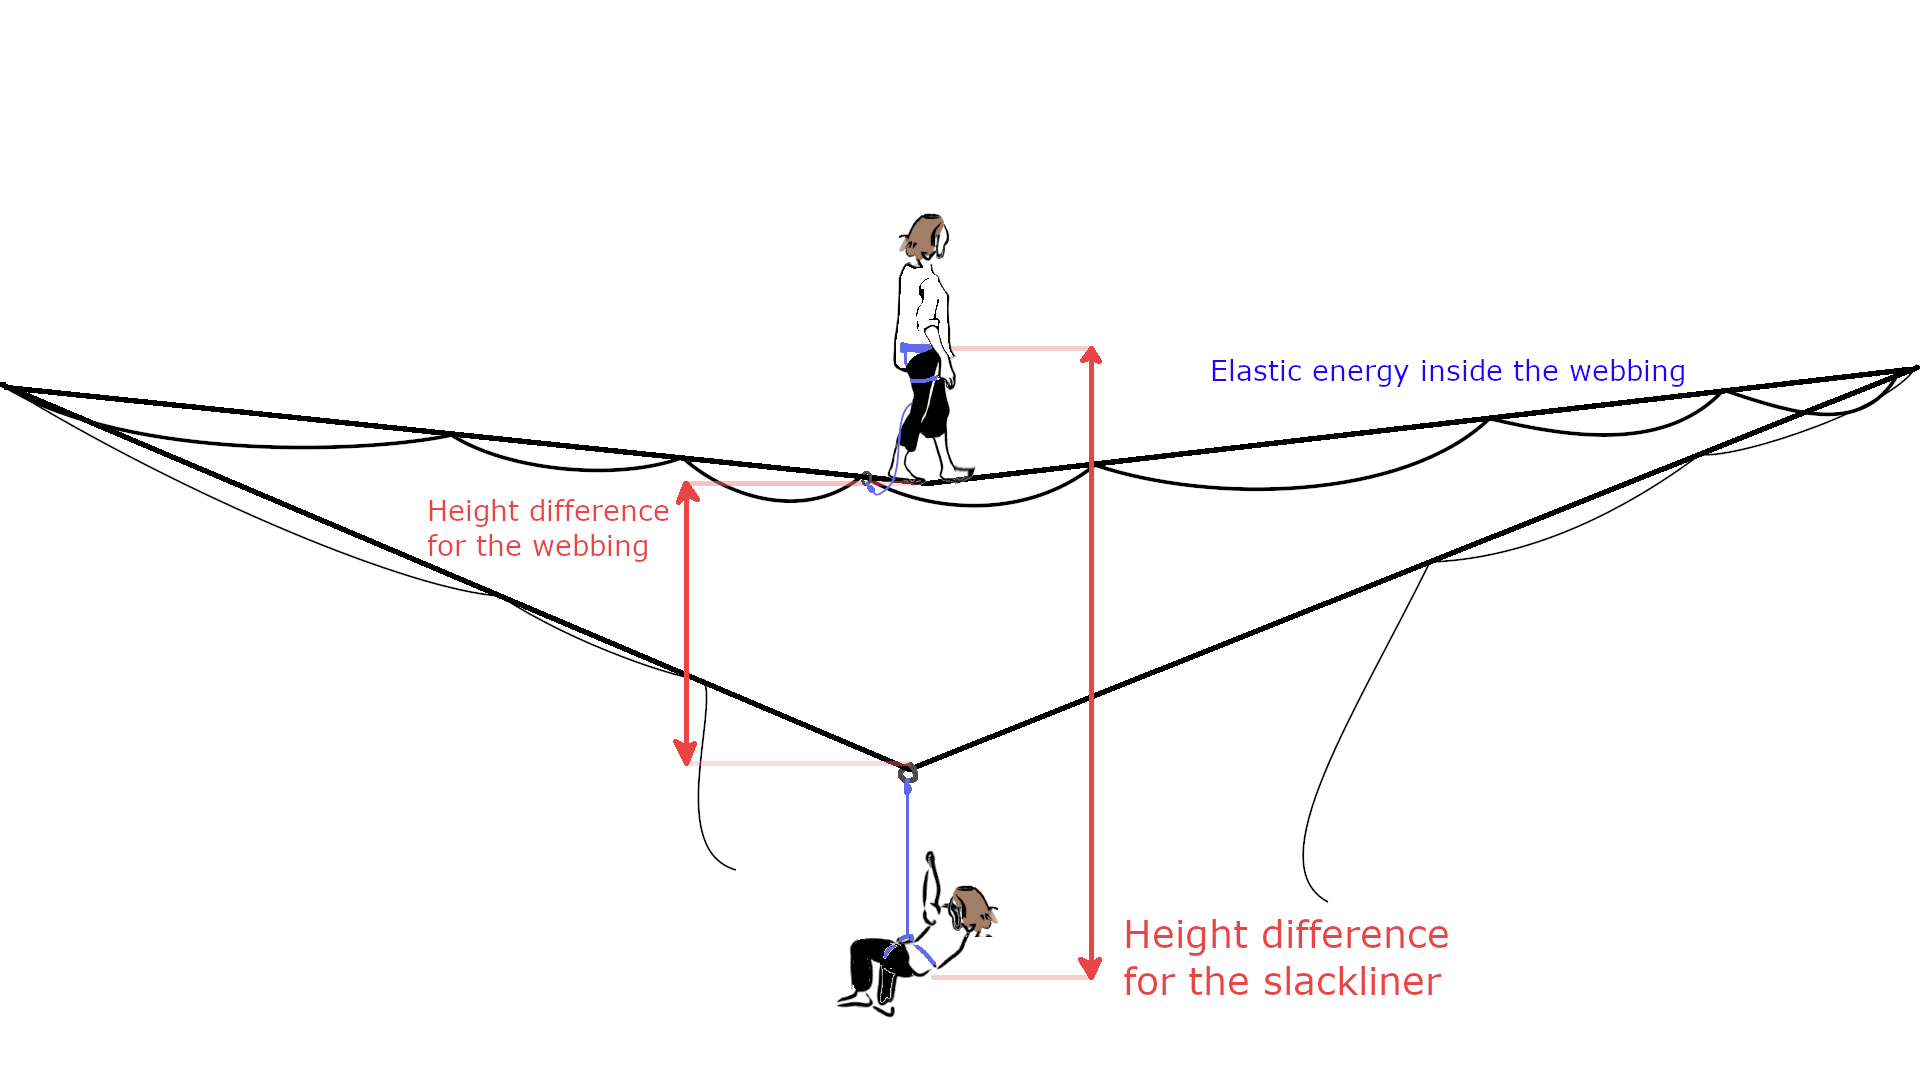 Elastic energy inside the webbing
Height difference
for the webbing
Height difference
for the slackliner